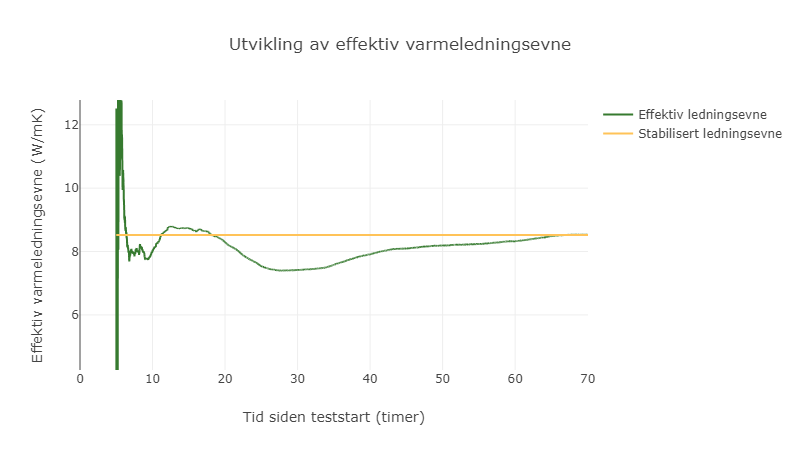 Utvikling av effektiv varmeledningsevne
Effektiv varmeledningsevne (W/mK)
12
10
8
6
0
10
20
30
40
50
60
70
Tid siden teststart (timer)
Effektiv ledningsevne
Stabilisert ledningsevne